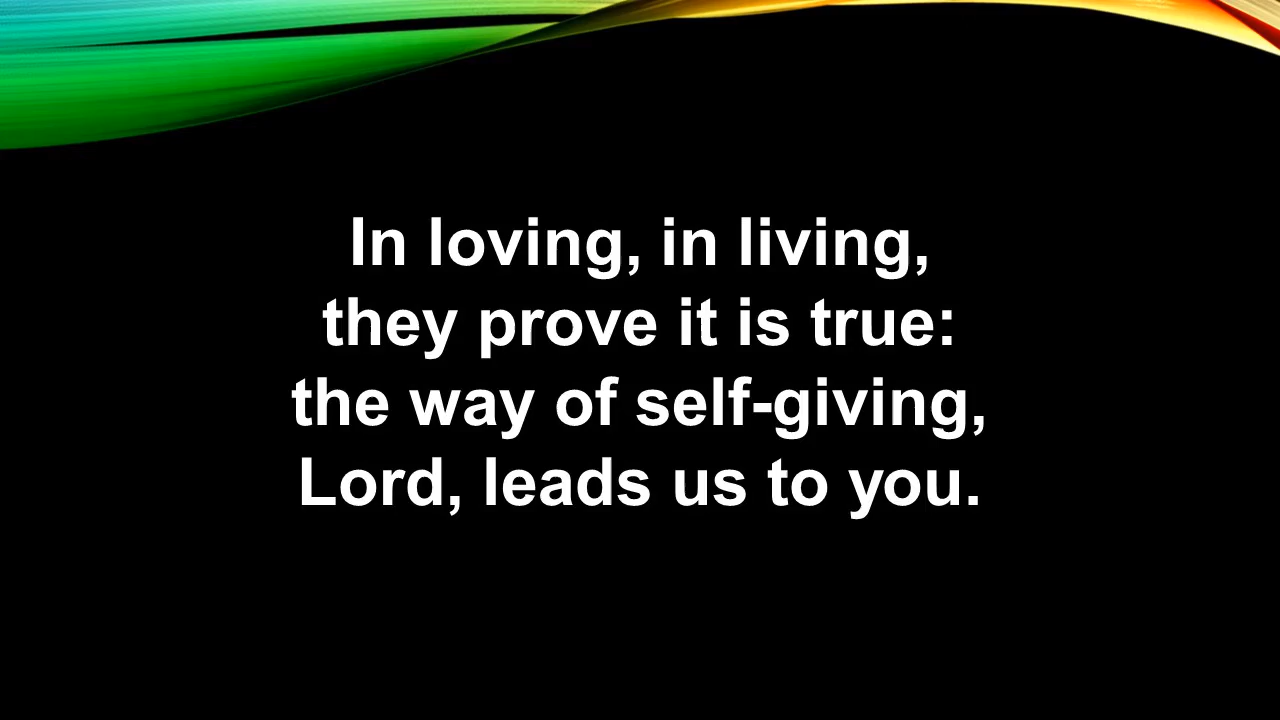 In loving, in living,
they prove it is true:
the way of self-giving,
Lord, leads us to you.